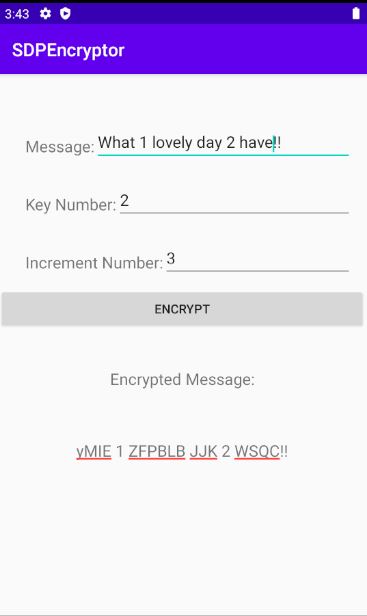 3:43
SDPEncryptor
Message: What 1 lovely day 2 have!!
Key Number: 2
Increment Number: 3
ENCRYPT
Encrypted Message:
yMIE 1 ZFPBLB JJK 2 WSQC!!